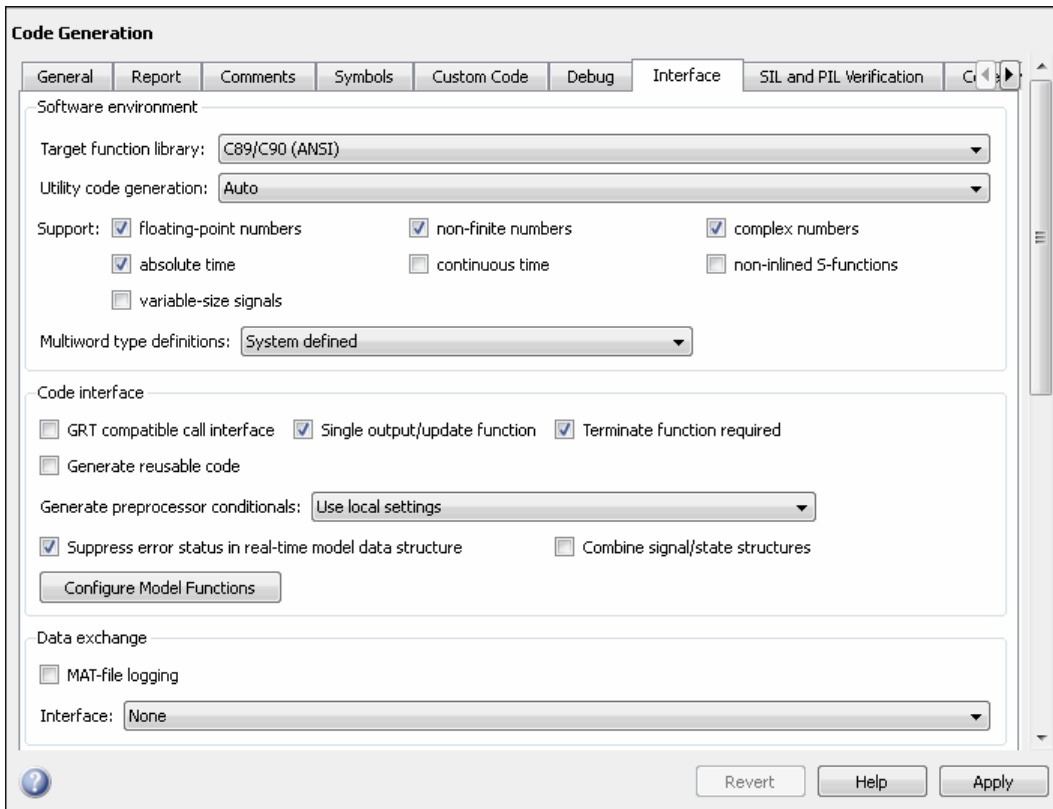 Code Generation
General Report Comments Symbols Custom Code Debug Interface SIL and PIL Verification
Software environment
Target function library: C89/C90 (ANSI)
Utility code generation: Auto
Support: floating-point numbers non-finite numbers complex numbers
absolute time continuous time non-inlined S-functions
variable-size signals
Multiword type definitions: System defined
Code interface
GRT compatible call interface Single output/update function Terminate function required
Generate reusable code
Generate preprocessor conditionals: Use local settings
Suppress error status in real-time model data structure Combine signal/state structures
Configure Model Functions
Data exchange
MAT-file logging
Interface: None
? Revert Help Apply